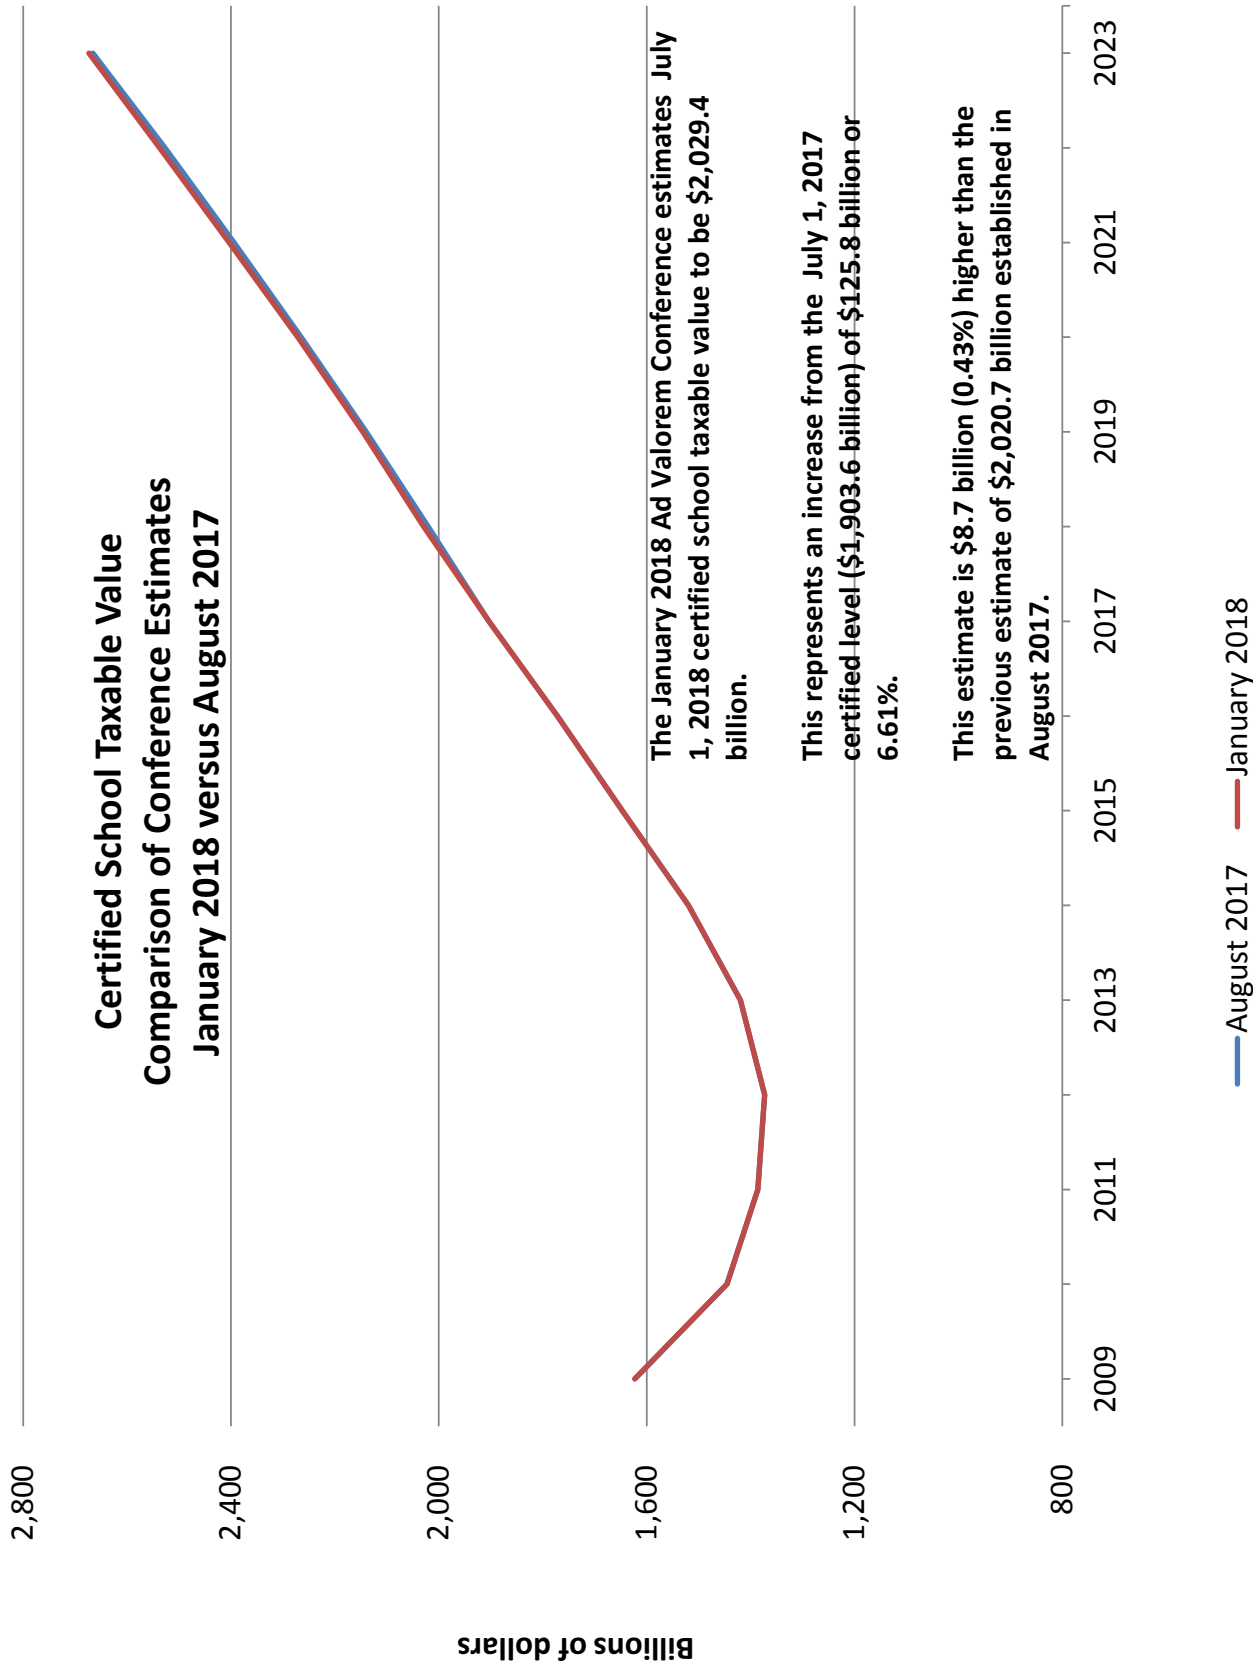 Certified School Taxable Value
Comparison of Conference Estimates
January 2018 versus August 2017
2,800
2,400
2,000
1,600
1,200
800
Billions of dollars
The January 2018 Ad Valorem Conference estimates July
1, 2018 certified school taxable value to be $2,029.4
billion.
This represents an increase from the July 1, 2017
certified level ($1,903.6 billion) of $125.8 billion or
6.61%.
This estimate is $8.7 billion (0.43%) higher than the
previous estimate of $2,020.7 billion established in
August 2017.
2009 2011 2013 2015 2017 2019 2021 2023
August 2017 January 2018